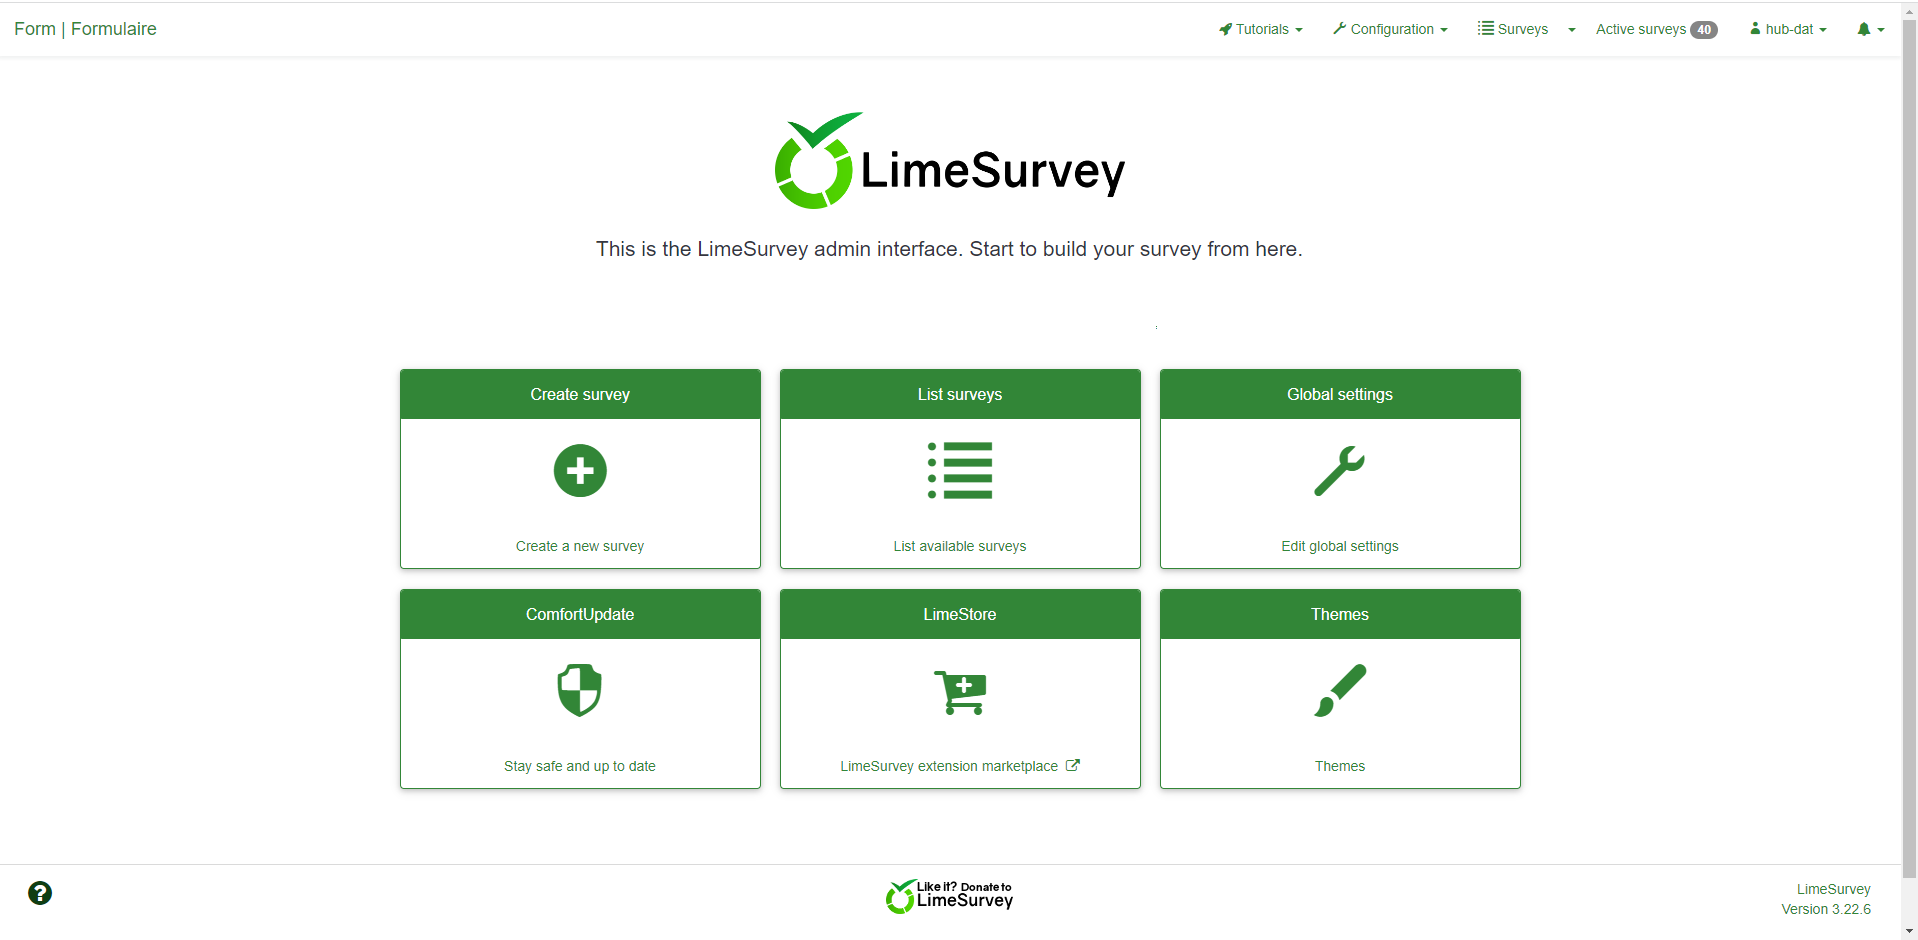 Form | Formulaire
Tutorials Configuration Surveys Active surveys 40 hub-dat
LimeSurvey
This is the LimeSurvey admin interface. Start to build your survey from here.
Create survey
Create a new survey
List surveys
List available surveys
Global settings
Edit global settings
ComfortUpdate
Stay safe and up to date
LimeStore
LimeSurvey extension marketplace
Themes
Themes
?
Like it? Donate to
LimeSurvey
LimeSurvey
Version 3.22.6